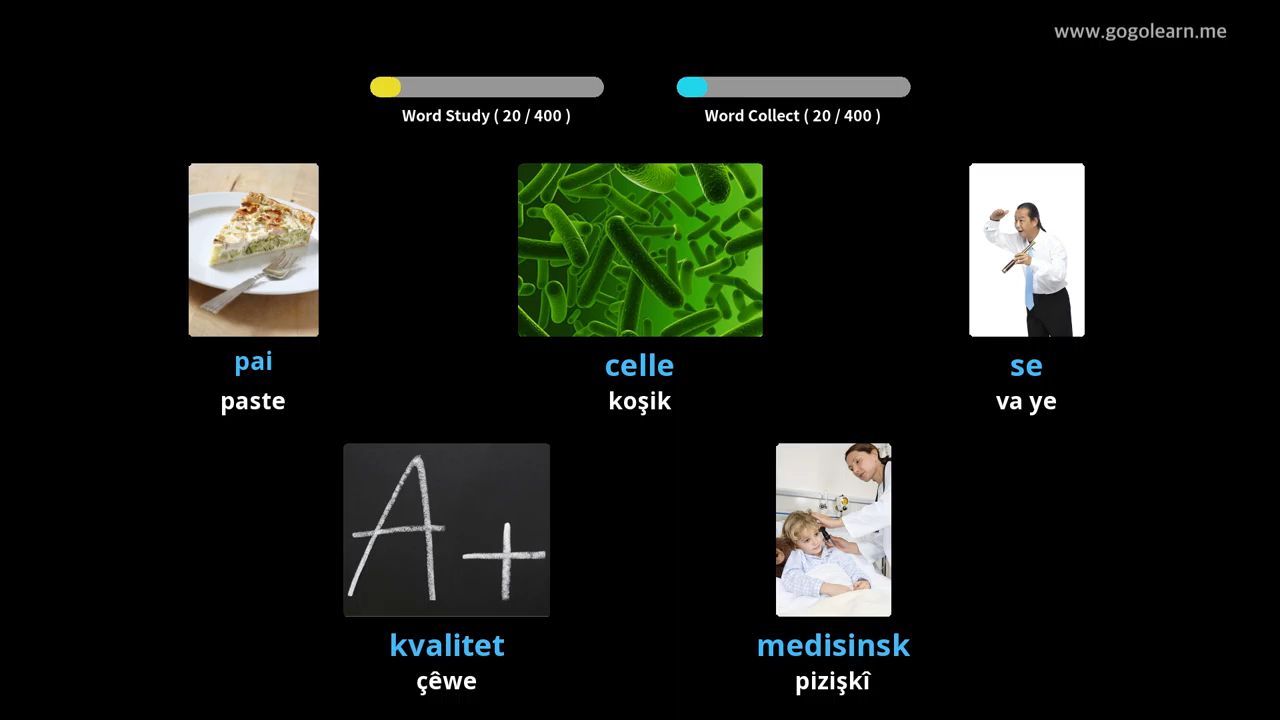 www.gogolearn.me
Word Study ( 20 / 400 )
Word Collect ( 20 / 400 )
pai
paste
celle
koşik
se
va ye
A+
kvalitet
çêwe
medisinsk
pizişkî